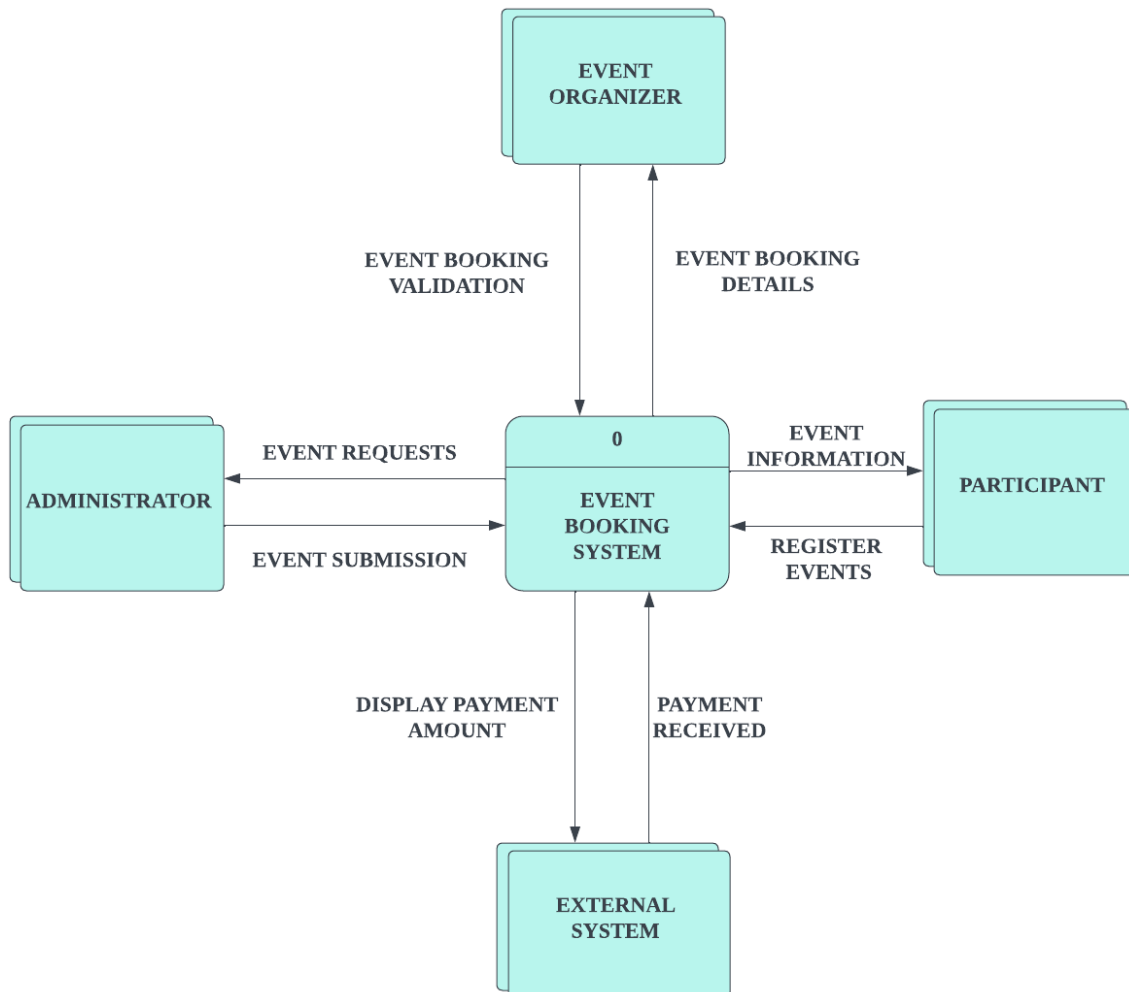 EVENT
ORGANIZER
EVENT BOOKING
VALIDATION
EVENT BOOKING
DETAILS
ADMINISTRATOR
EVENT REQUESTS
EVENT SUBMISSION
0
EVENT
BOOKING
SYSTEM
EVENT
INFORMATION
REGISTER
EVENTS
PARTICIPANT
DISPLAY PAYMENT
AMOUNT
PAYMENT
RECEIVED
EXTERNAL
SYSTEM